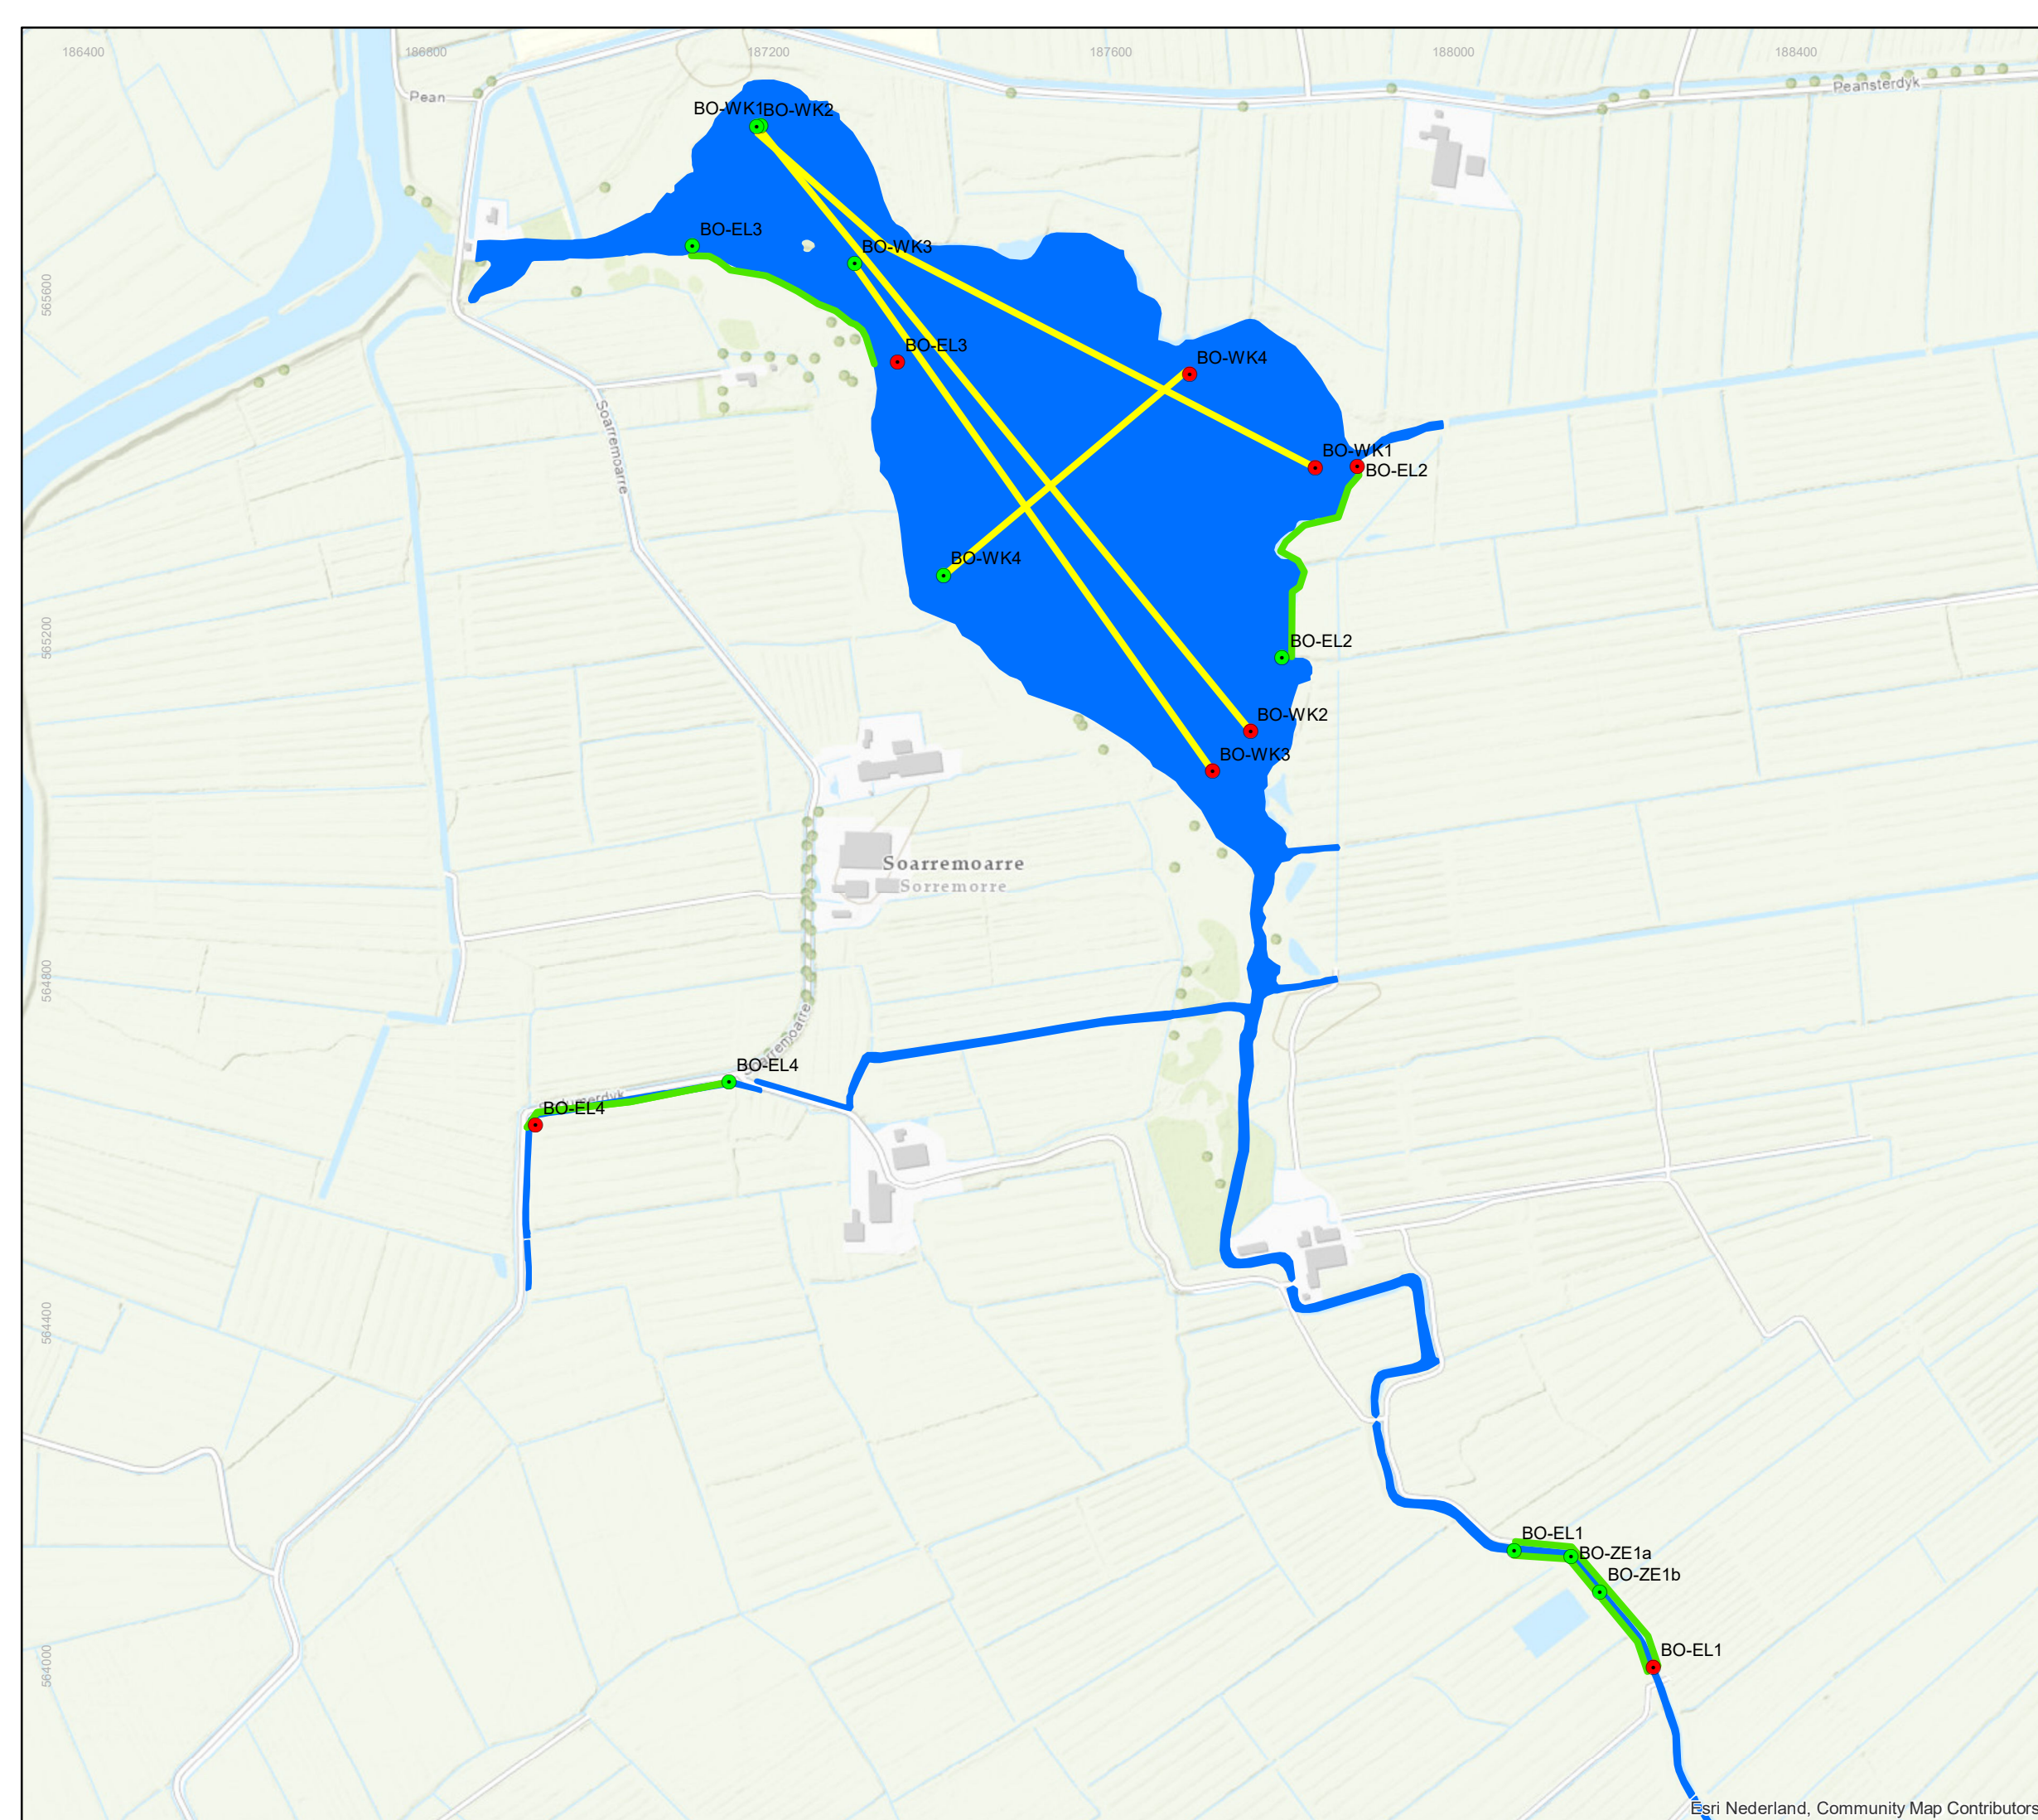 186400 186800 187200 187600 188000 188400
Peansterdyk
Pean
BO-WK1 BO-WK2
BO-EL3
BO-WK3
565600
BO-EL3
BO-WK4
Soarremoarre
BO-WK1
BO-EL2
BO-WK4
565200
BO-EL2
BO-WK2
BO-WK3
Soarremoarre
Sorremorre
564800
BO-EL4
BO-EL4
564400
BO-EL1
BO-ZE1a
BO-ZE1b
BO-EL1
564000
Esri Nederland, Community Map Contributors